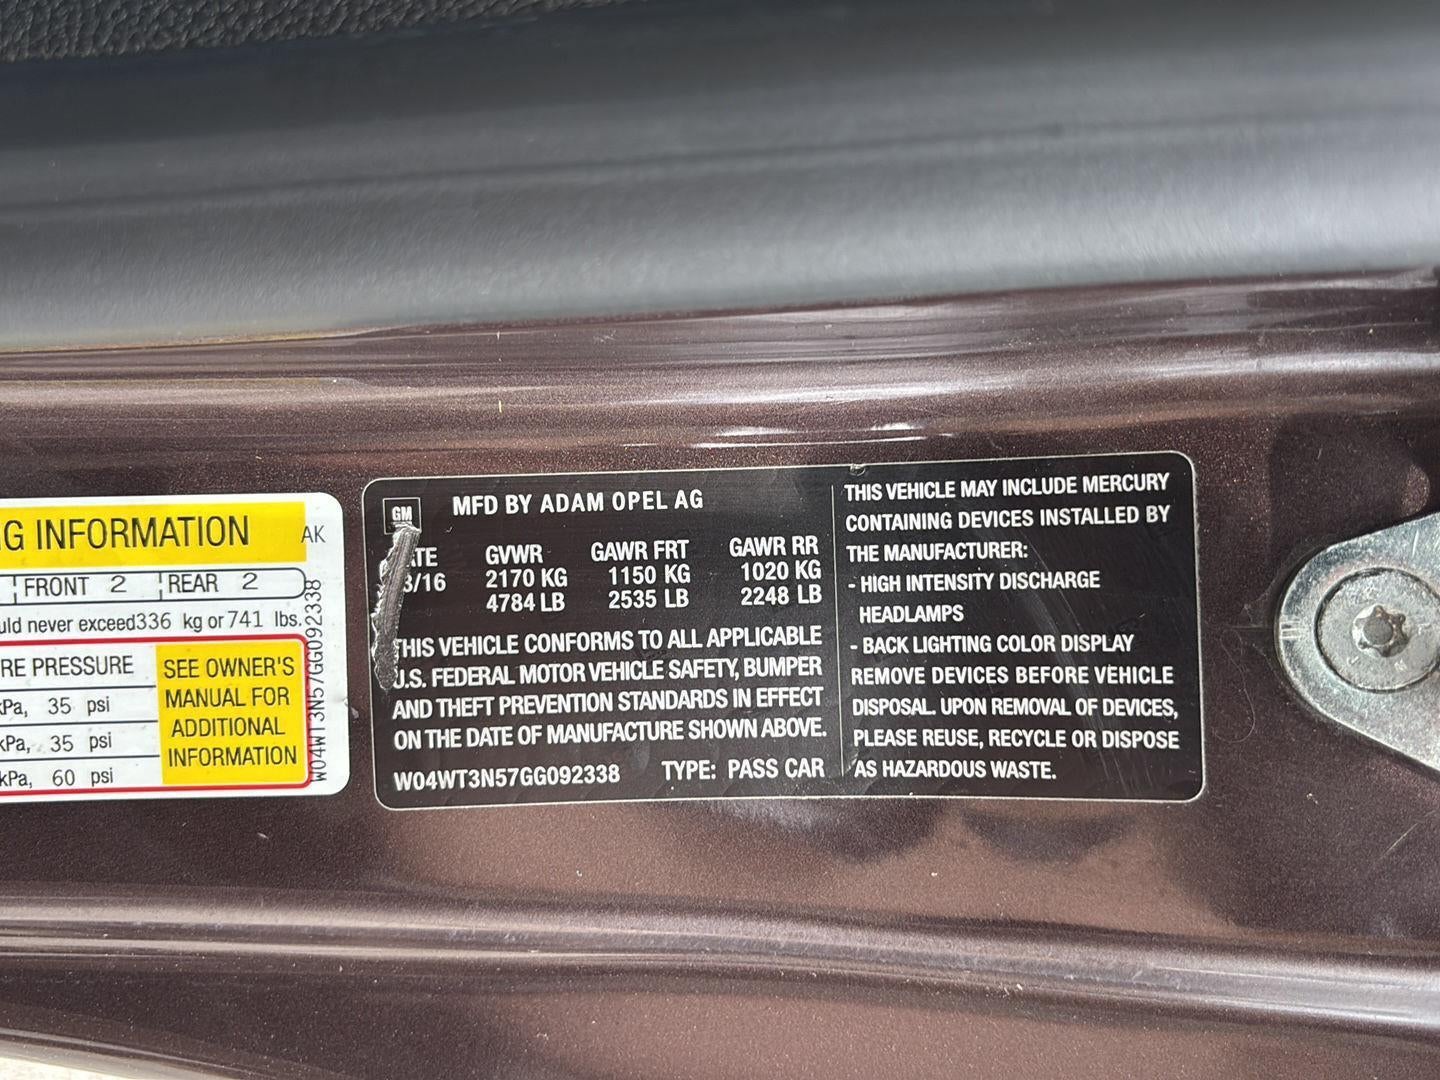 G INFORMATION
AK
FRONT 2 REAR 2
uld never exceed 336 kg or 741 lbs.
RE PRESSURE
kPa, 35 psi
kPa, 35 psi
kPa, 60 psi
SEE OWNER'S
MANUAL FOR
ADDITIONAL
INFORMATION
W04WT3N57GG092338
GM
MFD BY ADAM OPEL AG
ATE GVWR GAWR FRT GAWR RR
3/16 2170 KG 1150 KG 1020 KG
4784 LB 2535 LB 2248 LB
THIS VEHICLE CONFORMS TO ALL APPLICABLE
U.S. FEDERAL MOTOR VEHICLE SAFETY, BUMPER
AND THEFT PREVENTION STANDARDS IN EFFECT
ON THE DATE OF MANUFACTURE SHOWN ABOVE.
W04WT3N57GG092338 TYPE: PASS CAR
THIS VEHICLE MAY INCLUDE MERCURY
CONTAINING DEVICES INSTALLED BY
THE MANUFACTURER:
- HIGH INTENSITY DISCHARGE
HEADLAMPS
- BACK LIGHTING COLOR DISPLAY
REMOVE DEVICES BEFORE VEHICLE
DISPOSAL. UPON REMOVAL OF DEVICES,
PLEASE REUSE, RECYCLE OR DISPOSE
AS HAZARDOUS WASTE.